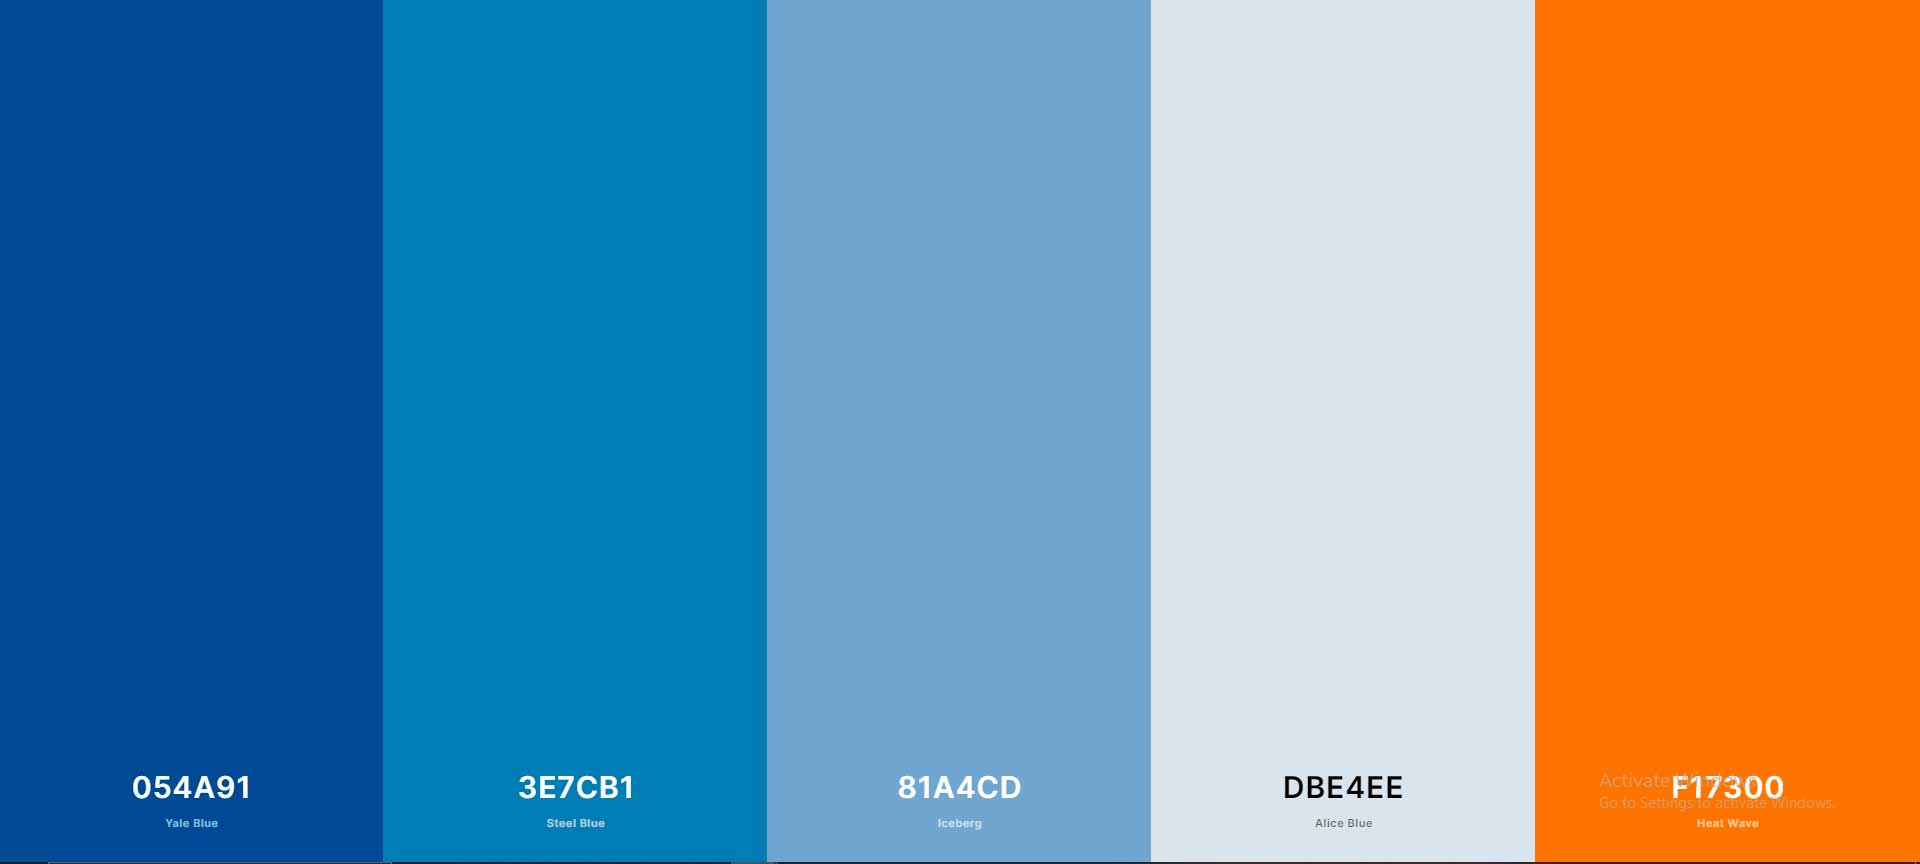 054A91
Yale Blue
3E7CB1
Steel Blue
81A4CD
Iceberg
DBE4EE
Alice Blue
F17300
Heat Wave
Activate Windows
Go to Settings to activate Windows.